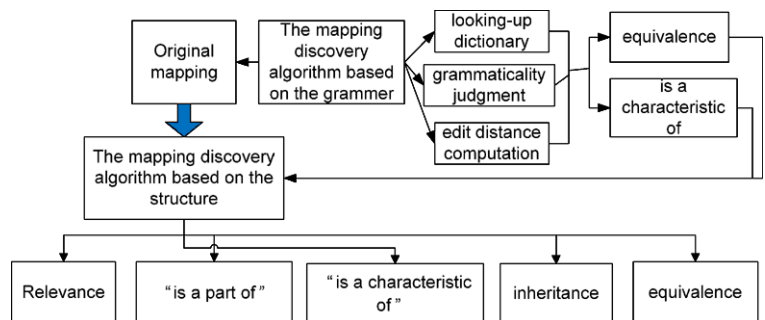 Original
mapping
The mapping
discovery
algorithm based
on the grammer
looking-up
dictionary
grammaticality
judgment
edit distance
computation
equivalence
is a
characteristic
of
The mapping discovery
algorithm based on the
structure
Relevance
“ is a part of ”
“ is a characteristic
of ”
inheritance
equivalence